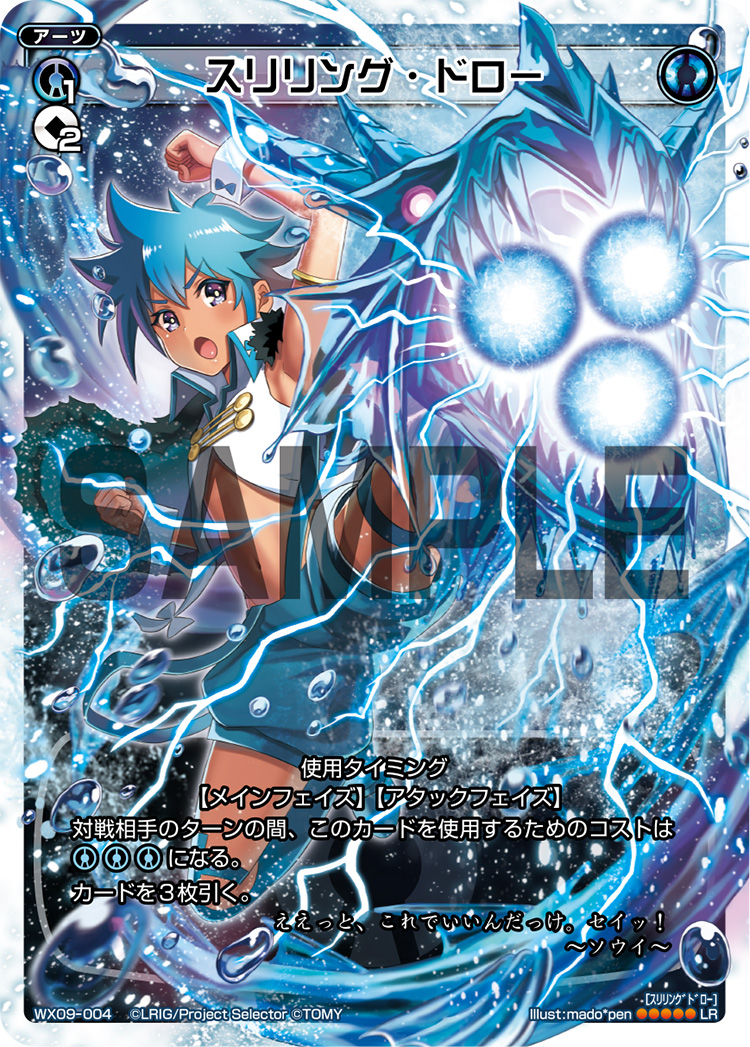 アーツ
スリリング・ドロー
1
2
SAMPLE
使用タイミング
【メインフェイズ】【アタックフェイズ】
対戦相手のターンの間、このカードを使用するためのコストは
になる。
カードを3枚引く。
ええっと、これでいいんだっけ。セイッ!
~ソウイ~
[スリリング・ドロー]
WX09-004 ©LRIG/Project Selector ©TOMY Illust:mado*pen LR